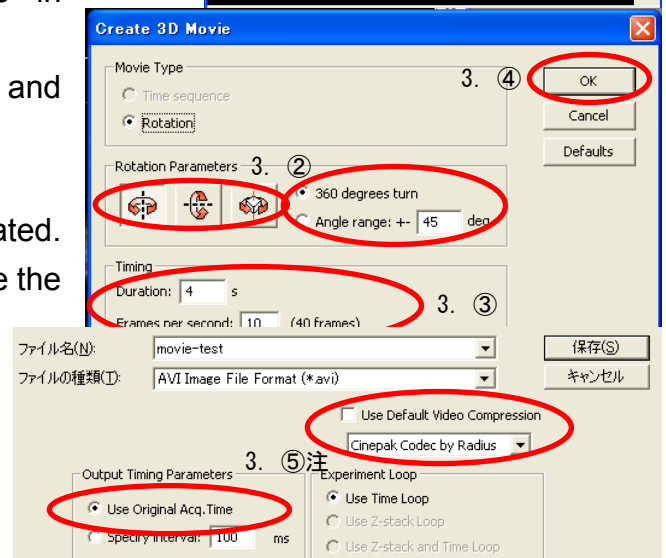 in
Create 3D Movie
Movie Type
3. ④
OK
and
Time sequence
Cancel
Rotation
Defaults
Rotation Parameters
3. ②
360 degrees turn
Angle range: +- 45 deg
ated.
Timing
e the
Duration: 4 s
3. ③
Frames per second: 10 (40 frames)
ファイル名(N): movie-test 保存(S)
ファイルの種類(T): AVI Image File Format (*.avi) キャンセル
Use Default Video Compression
Cinepak Codec by Radius
3. ⑤注
Output Timing Parameters
Experiment Loop
Use Original Acq.Time
Use Time Loop
Specify interval: 100 ms
Use Z-stack Loop
Use Z-stack and Time Loop